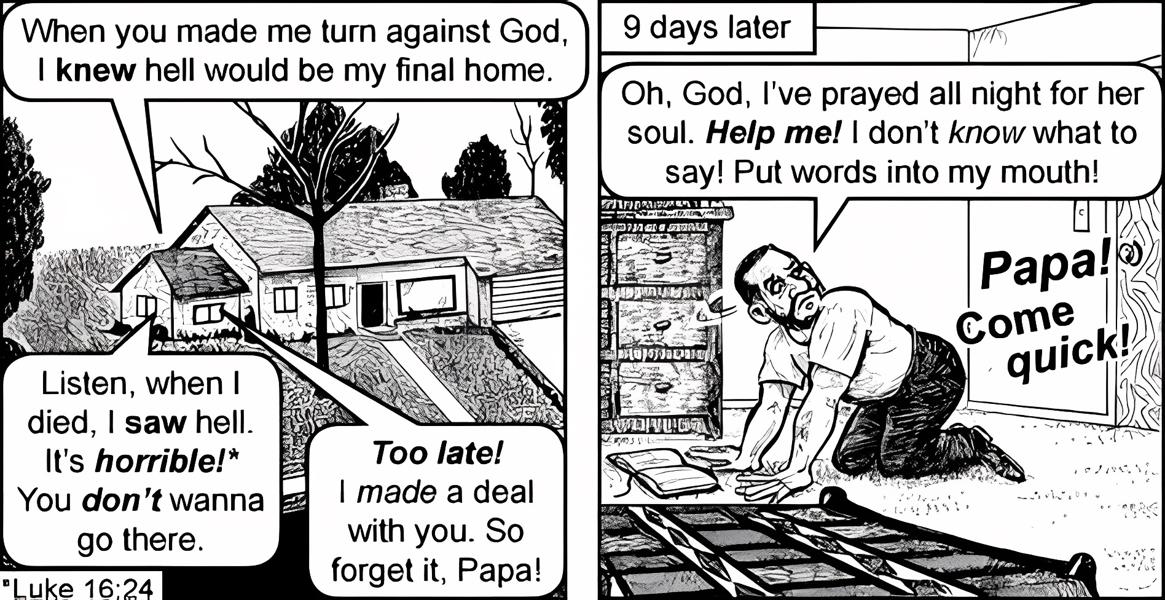 When you made me turn against God,
I knew hell would be my final home.
Listen, when I
died, I saw hell.
It's horrible!*
You don't wanna
go there.
Too late!
I made a deal
with you. So
forget it, Papa!
*Luke 16:24
9 days later
Oh, God, I've prayed all night for her
soul. Help me! I don't know what to
say! Put words into my mouth!
Papa!
Come
quick!